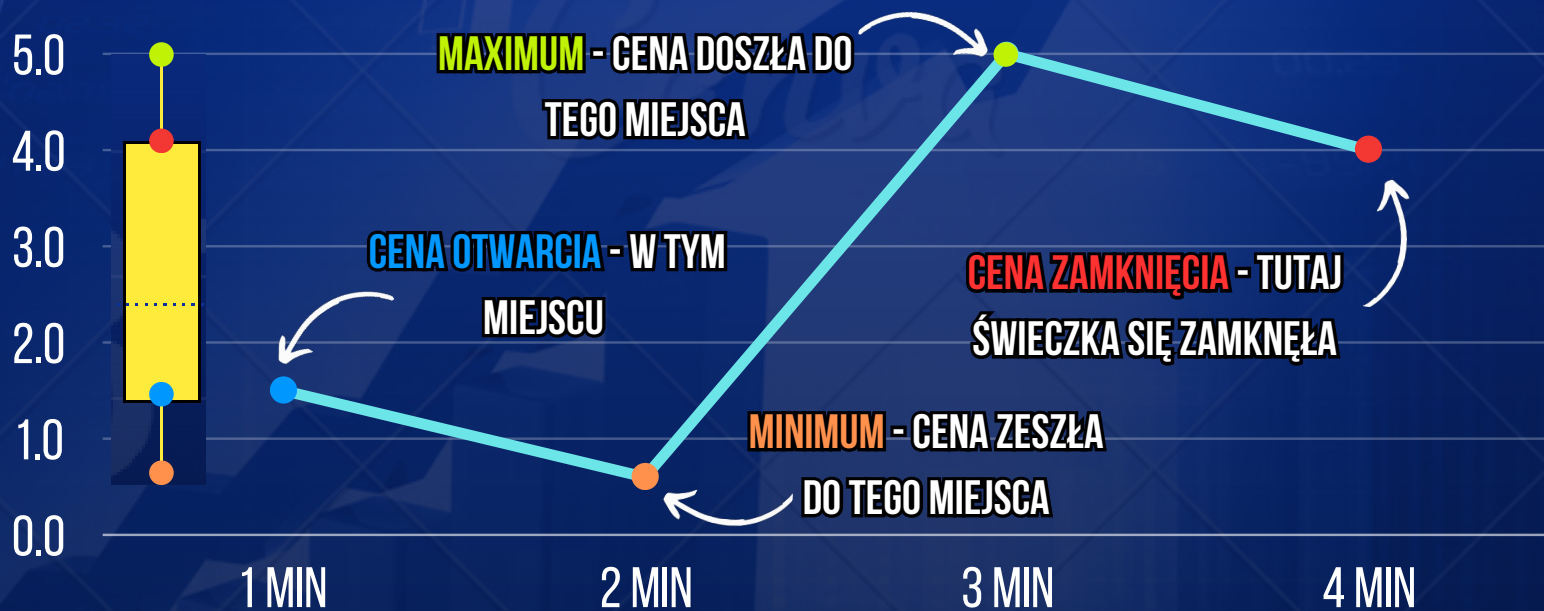 5.0
4.0
3.0
2.0
1.0
0.0
MAXIMUM - CENA DOSZŁA DO
TEGO MIEJSCA
CENA OTWARCIA - W TYM
MIEJSCU
CENA ZAMKNIĘCIA - TUTAJ
ŚWIECZKA SIĘ ZAMKNĘŁA
MINIMUM - CENA ZESZŁA
DO TEGO MIEJSCA
1 MIN
2 MIN
3 MIN
4 MIN